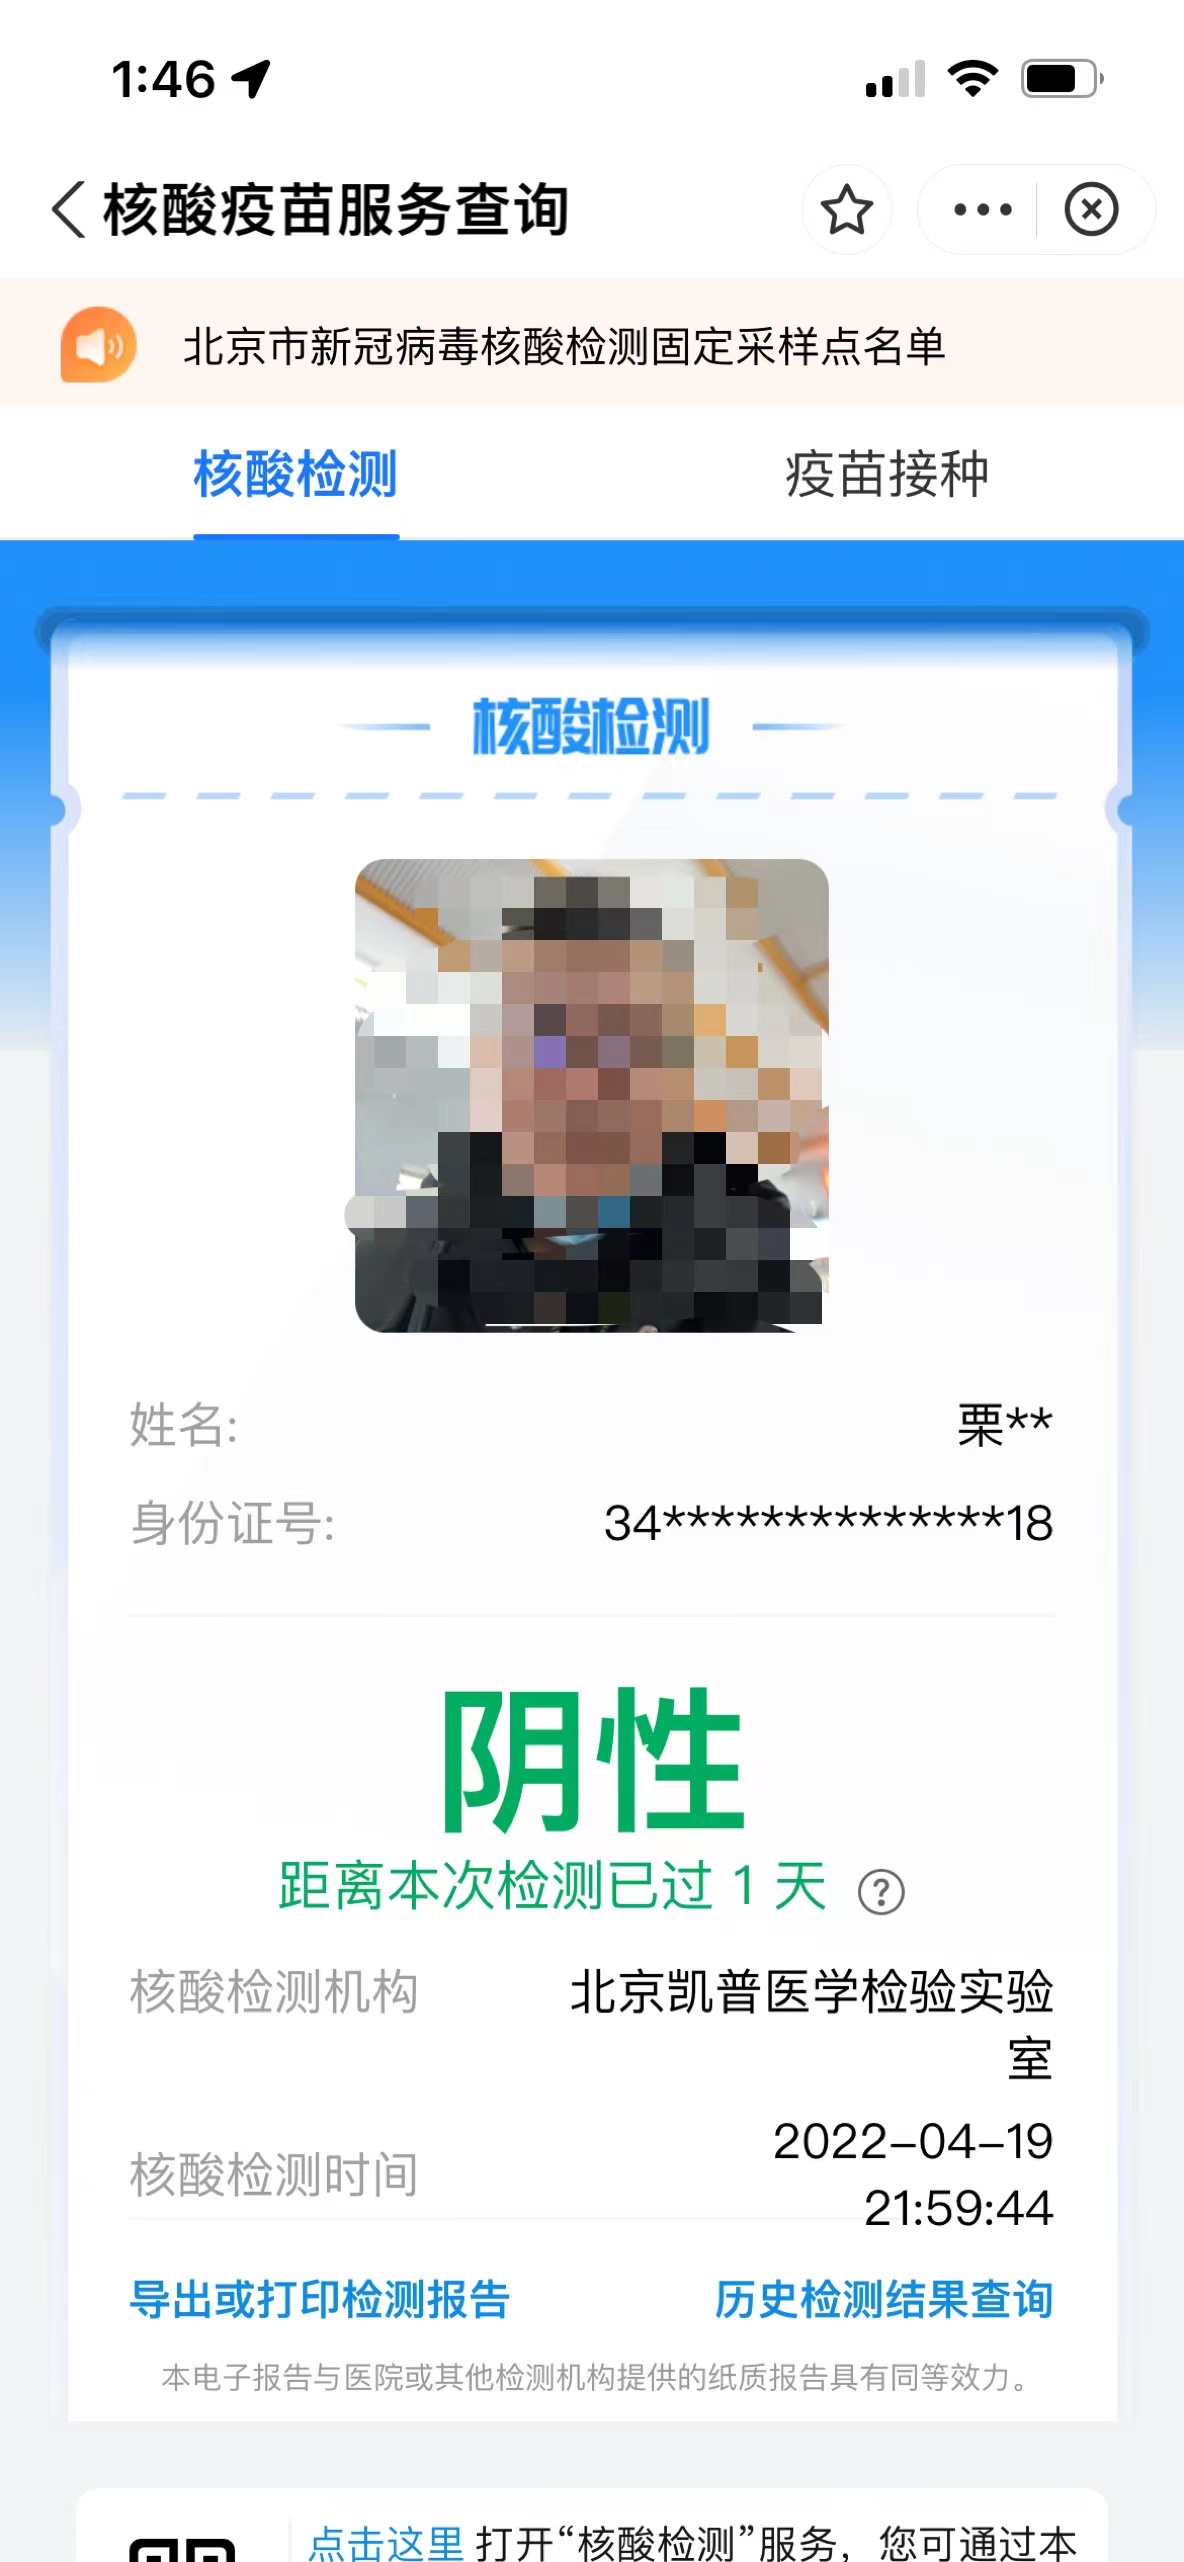 1:46
核酸疫苗服务查询
北京市新冠病毒核酸检测固定采样点名单
核酸检测 疫苗接种
核酸检测
姓名: 栗**
身份证号: 34**************18
阴性
距离本次检测已过 1 天 ?
核酸检测机构 北京凯普医学检验实验
室
核酸检测时间 2022-04-19
21:59:44
导出或打印检测报告 历史检测结果查询
本电子报告与医院或其他检测机构提供的纸质报告具有同等效力。
点击这里 打开“核酸检测”服务，您可通过本